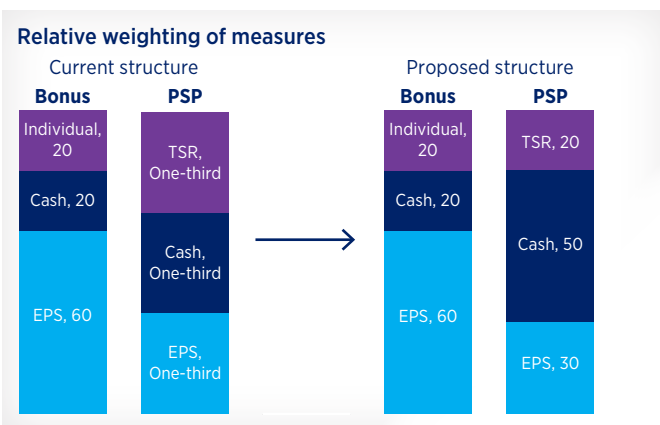 Relative weighting of measures
Current structure
Bonus
PSP
Individual,
20
Cash, 20
EPS, 60
TSR,
One-third
Cash,
One-third
EPS,
One-third
Proposed structure
Bonus
PSP
Individual,
20
Cash, 20
EPS, 60
TSR, 20
Cash, 50
EPS, 30